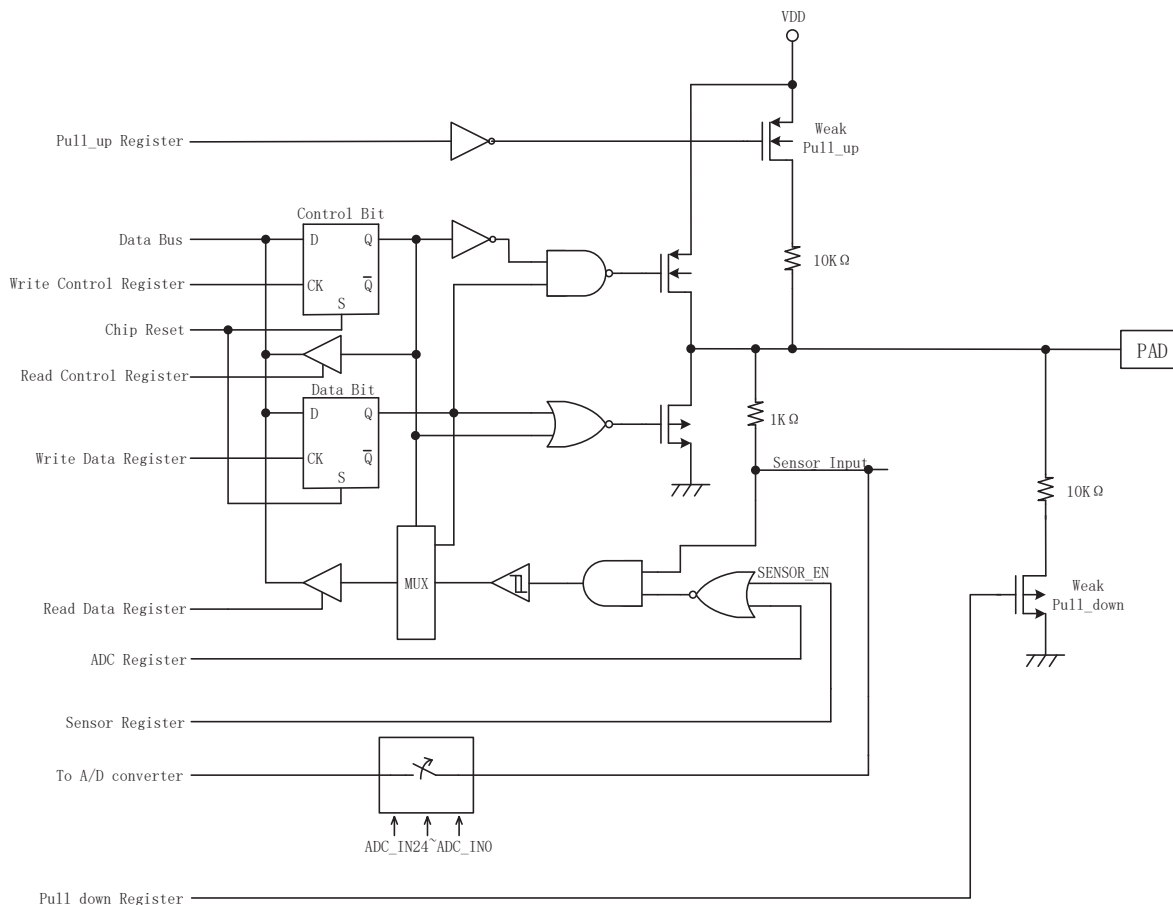 VDD
Pull_up Register
Weak
Pull_up
Control Bit
Data Bus
D
Q
10KΩ
Write Control Register
CK
Q̅
S
Chip Reset
PAD
Read Control Register
Data Bit
D
Q
1KΩ
Write Data Register
CK
Q̅
Sensor Input
S
10KΩ
MUX
SENSOR_EN
Weak
Pull_down
Read Data Register
ADC Register
Sensor Register
To A/D converter
ADC_IN24~ADC_IN0
Pull down Register